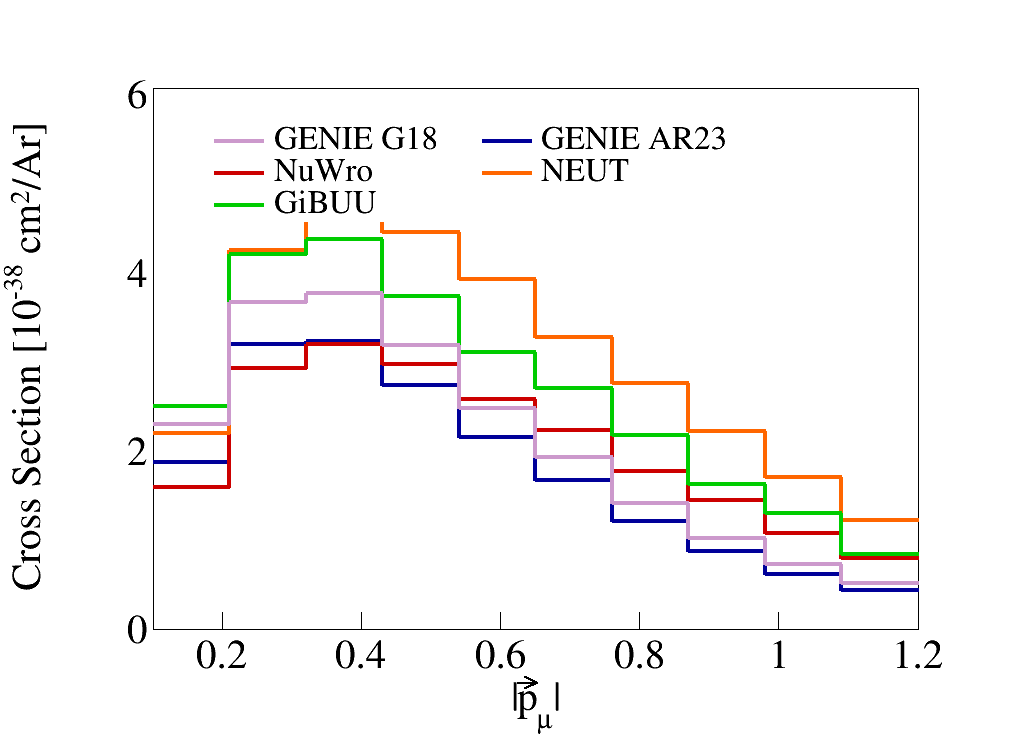 6
GENIE G18 GENIE AR23
NuWro NEUT
GiBUU
4
2
0
Cross Section [10⁻³⁸ cm²/Ar]
0.2 0.4 0.6 0.8 1 1.2
|p⃗μ|